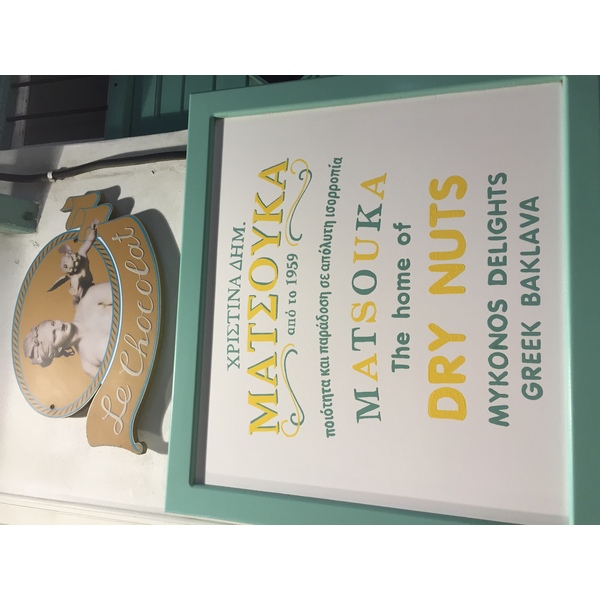 Le Chocolat
ΧΡΙΣΤΙΝΑ ΔΗΜ.
ΜΑΤΣΟΥΚΑ
από το 1959
ποιότητα και παράδοση σε απόλυτη ισορροπία
MATSOUKA
The home of
DRY NUTS
MYKONOS DELIGHTS
GREEK BAKLAVA